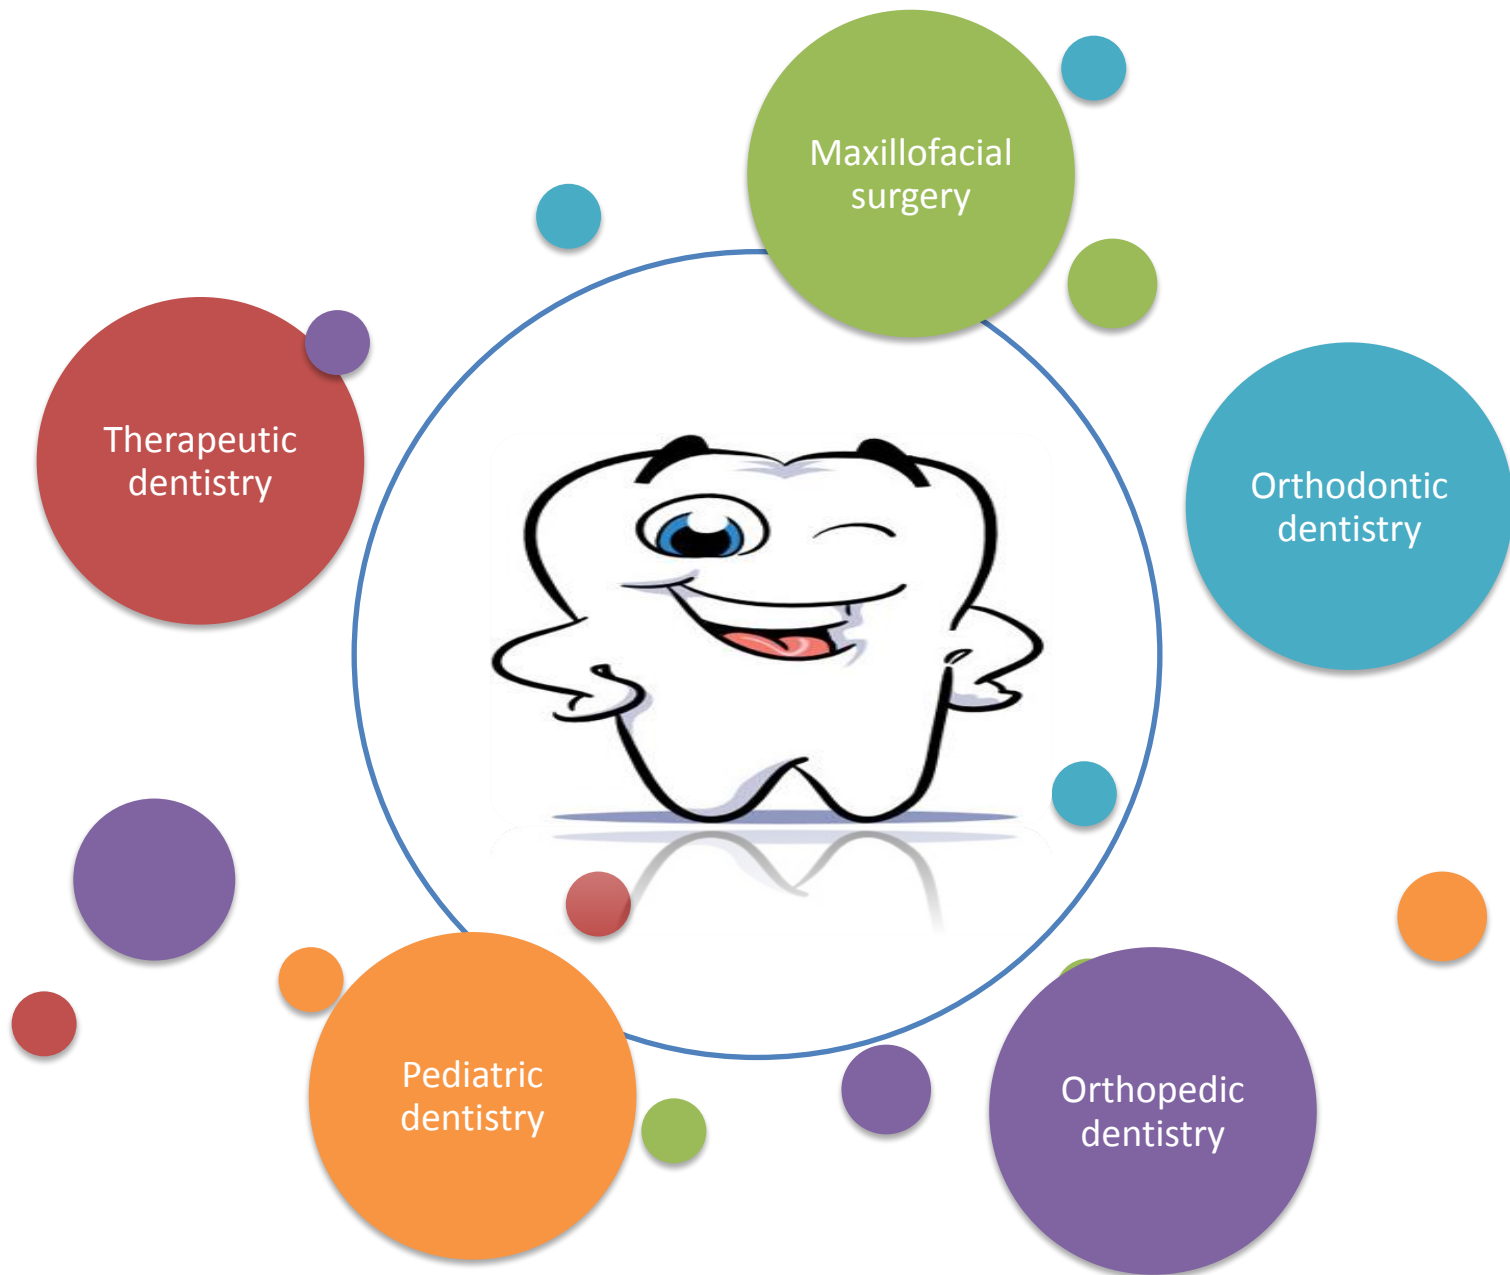 Maxillofacial
surgery
Therapeutic
dentistry
Orthodontic
dentistry
Pediatric
dentistry
Orthopedic
dentistry